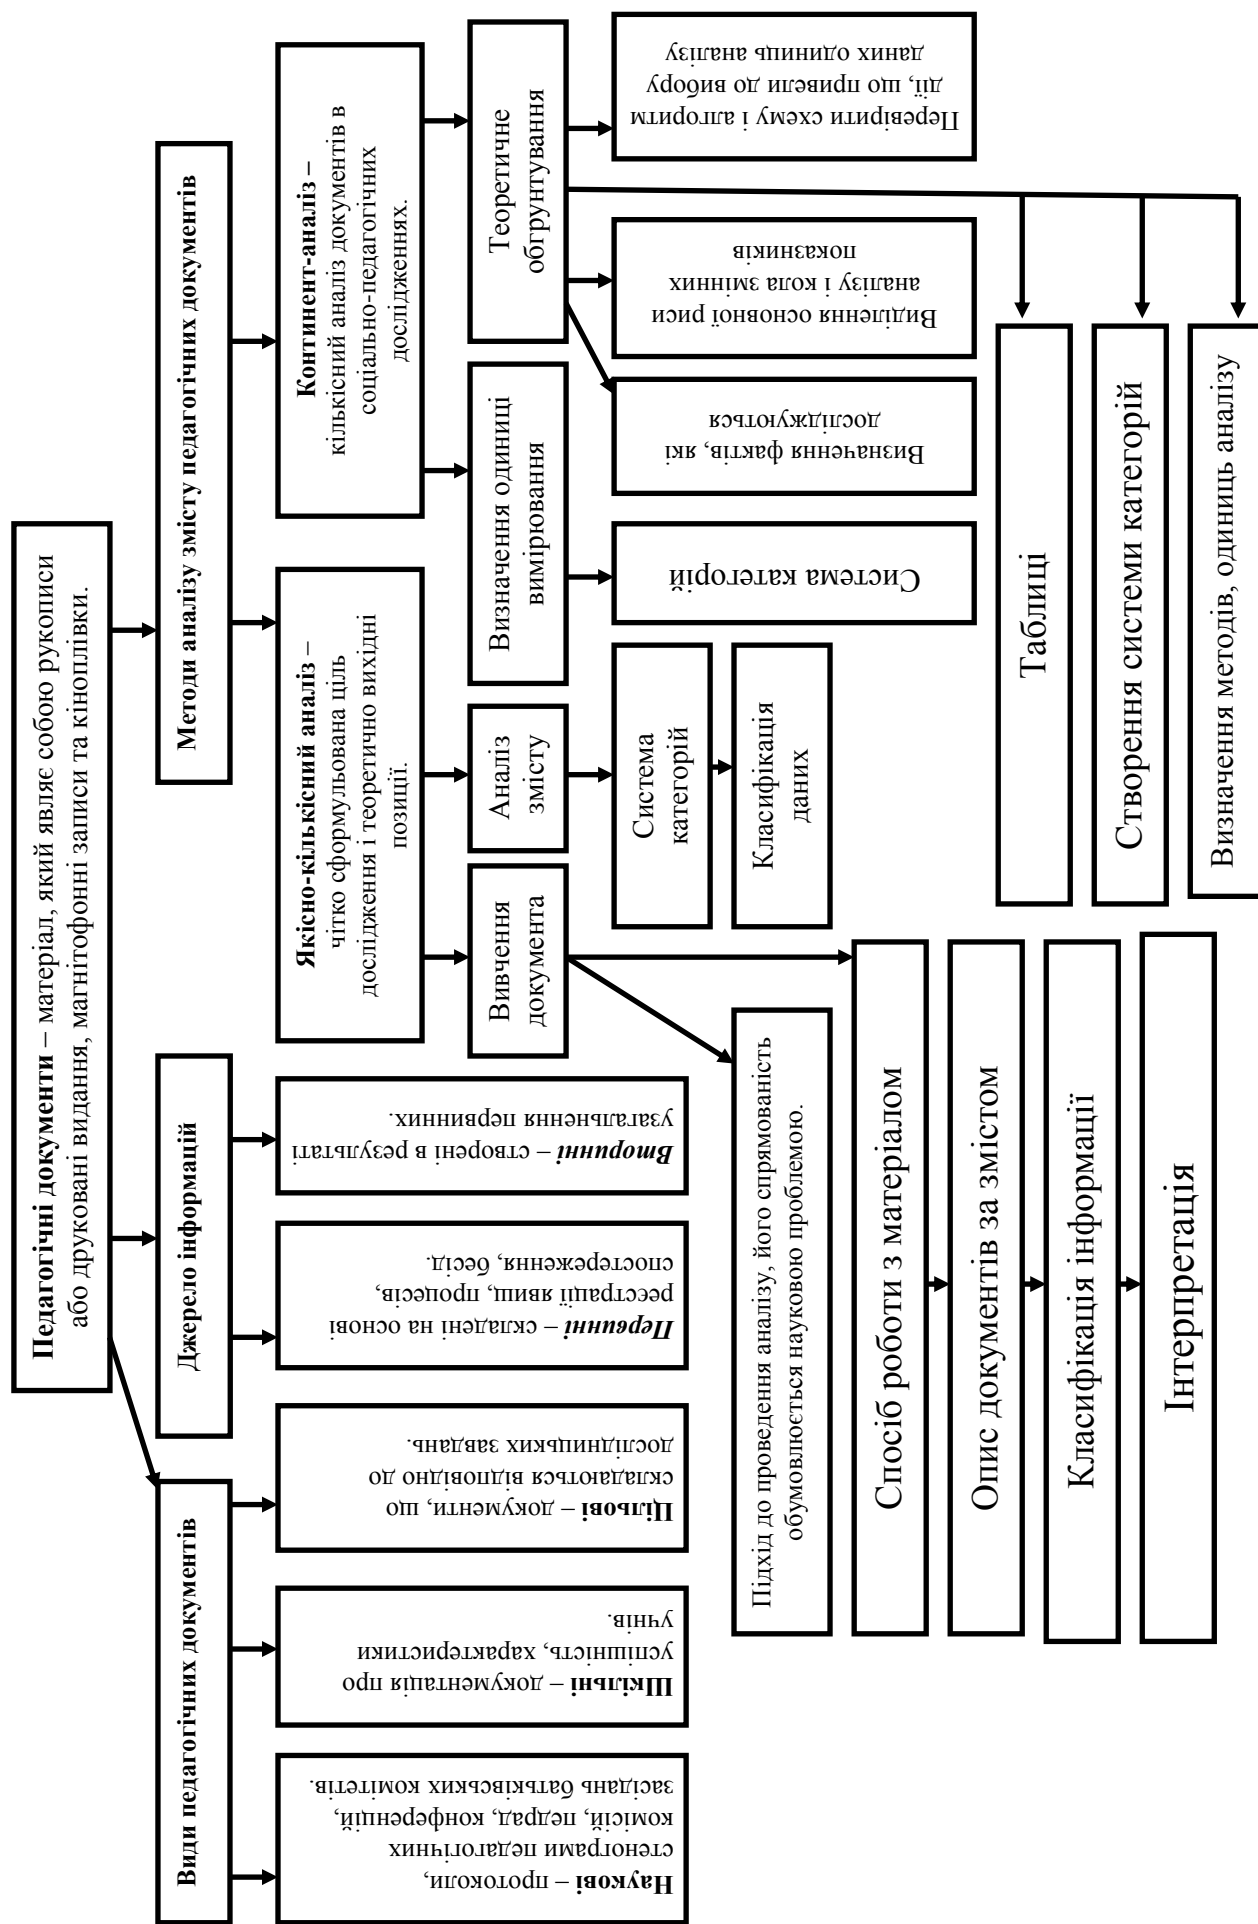 Педагогічні документи – матеріал, який являє собою рукописи
або друковані видання, магнітофонні записи та кіноплівки.
Види педагогічних документів
Джерело інформацій
Методи аналізу змісту педагогічних документів
Наукові – протоколи,
стенограми педагогічних
комісій, педрад, конференцій,
засідань батьківських комітетів.
Шкільні – документація про
успішність, характеристики
учнів.
Цільові – документи, що
складаються відповідно до
дослідницьких завдань.
Первинні – складені на основі
реєстрації явищ, процесів,
спостереження, бесід.
Вторинні – створені в результаті
узагальнення первинних.
Якісно-кількісний аналіз –
чітко сформульована ціль
дослідження і теоретично вихідні
позиції.
Континент-аналіз –
кількісний аналіз документів в
соціально-педагогічних
дослідженнях.
Вивчення
документа
Аналіз
змісту
Визначення одиниці
вимірювання
Теоретичне
обгрунтування
Система
категорій
Класифікація
даних
Система категорій
Визначення фактів, які
досліджуються
Виділення основної риси
аналізу і кола змінних
показників
Перевірити схему і алгоритм
дії, що привели до вибору
даних одиниць аналізу
Підхід до проведення аналізу, його спрямованість
обумовлюється науковою проблемою.
Спосіб роботи з матеріалом
Опис документів за змістом
Класифікація інформації
Інтерпретація
Таблиці
Створення системи категорій
Визначення методів, одиниць аналізу